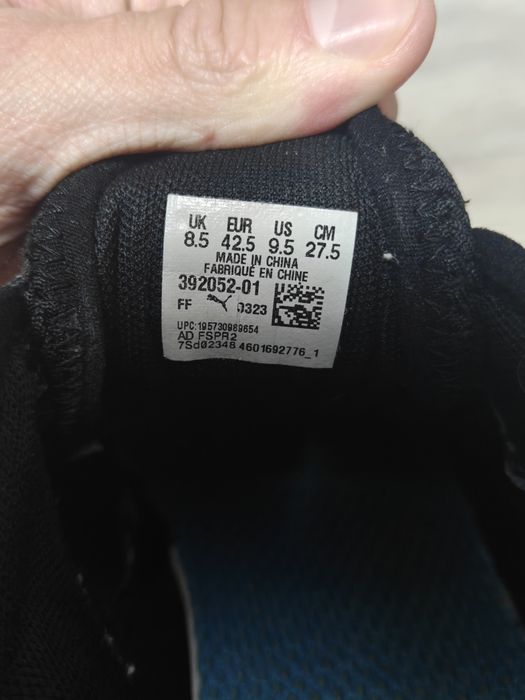 UK EUR US CM
8.5 42.5 9.5 27.5
MADE IN CHINA
FABRIQUÉ EN CHINE
392052-01
FF 0323
UPC:195730989654
AD FSPR2
7Sd02348 4601692776_1